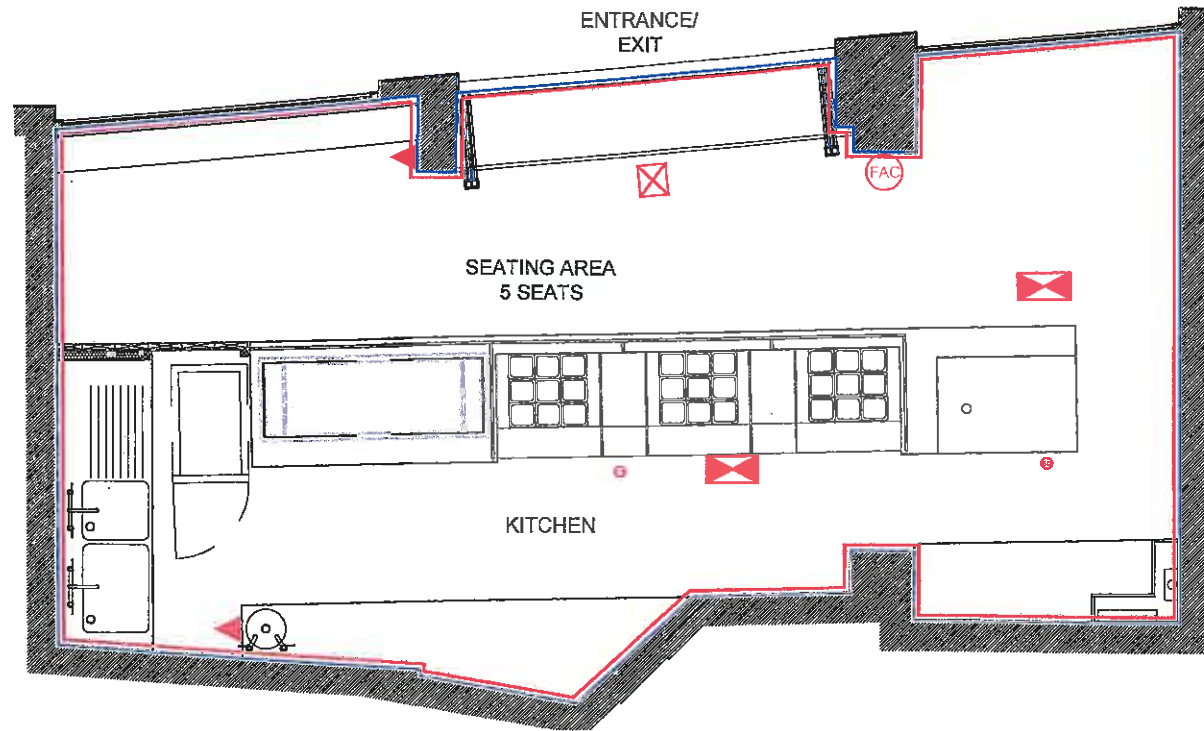 ENTRANCE/
EXIT
FAC
SEATING AREA
5 SEATS
KITCHEN